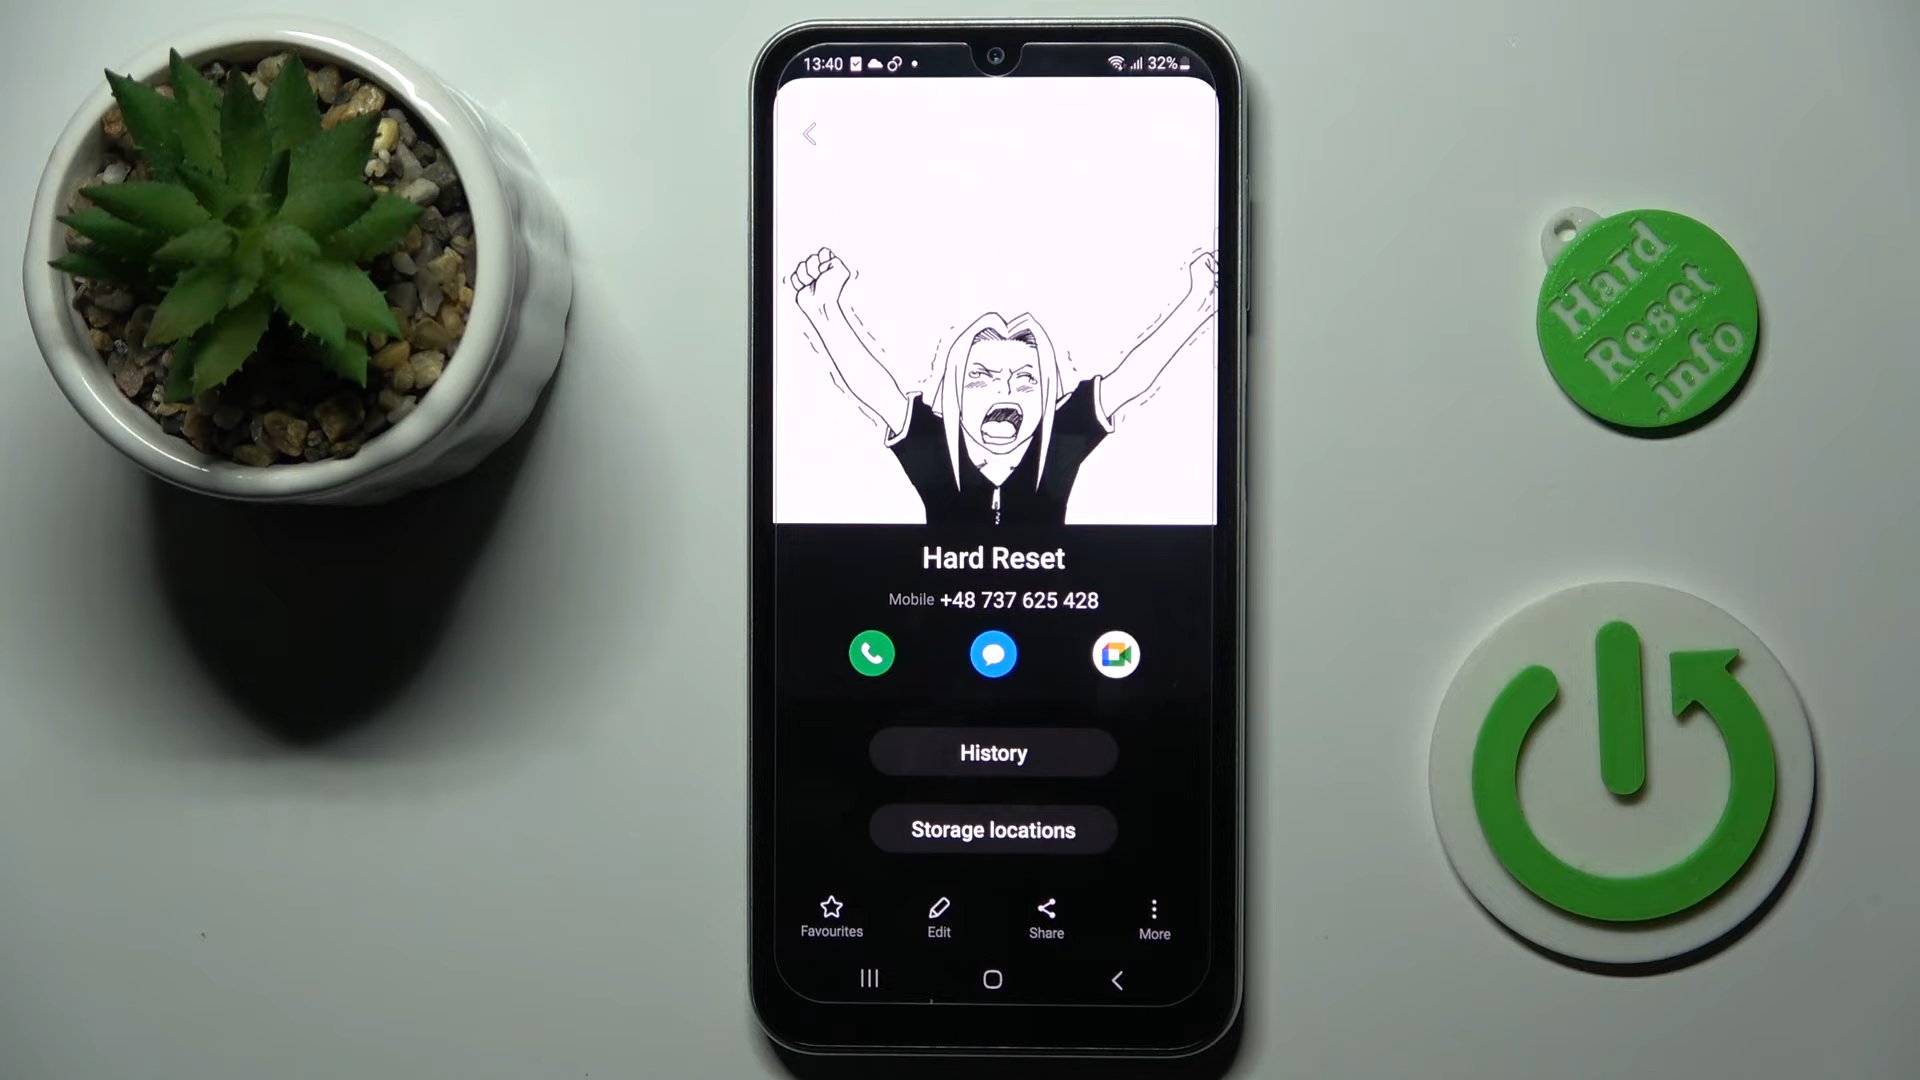 13:40
32%
Hard Reset
Mobile +48 737 625 428
History
Storage locations
Favourites
Edit
Share
More
Hard
Reset
.info